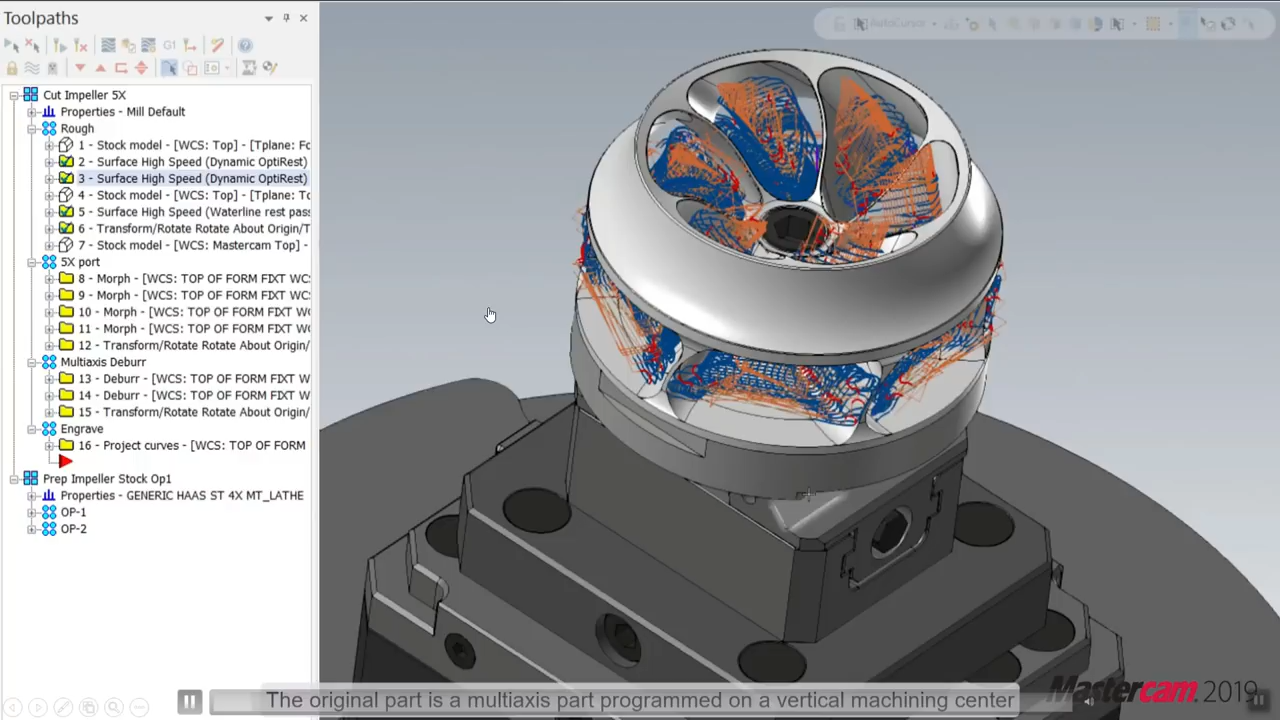 Toolpaths
AutoCursor
G1
Cut Impeller 5X
Properties - Mill Default
Rough
1 - Stock model - [WCS: Top] - [Tplane: Fo
2 - Surface High Speed (Dynamic OptiRest)
3 - Surface High Speed (Dynamic OptiRest)
4 - Stock model - [WCS: Top] - [Tplane: To
5 - Surface High Speed (Waterline rest pass
6 - Transform/Rotate Rotate About Origin/T
7 - Stock model - [WCS: Mastercam Top] -
5X port
8 - Morph - [WCS: TOP OF FORM FIXT WC
9 - Morph - [WCS: TOP OF FORM FIXT WC
10 - Morph - [WCS: TOP OF FORM FIXT W
11 - Morph - [WCS: TOP OF FORM FIXT W
12 - Transform/Rotate Rotate About Origin/
Multiaxis Deburr
13 - Deburr - [WCS: TOP OF FORM FIXT W
14 - Deburr - [WCS: TOP OF FORM FIXT W
15 - Transform/Rotate Rotate About Origin/
Engrave
16 - Project curves - [WCS: TOP OF FORM
Prep Impeller Stock Op1
Properties - GENERIC HAAS ST 4X MT_LATHE
OP-1
OP-2
The original part is a multiaxis part programmed on a vertical machining center
Mastercam. 2019